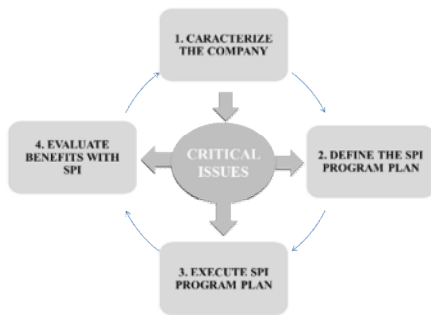 1. CARACTERIZE
THE COMPANY
4. EVALUATE
BENEFITS WITH
SPI
CRITICAL
ISSUES
2. DEFINE THE SPI
PROGRAM PLAN
3. EXECUTE SPI
PROGRAM PLAN